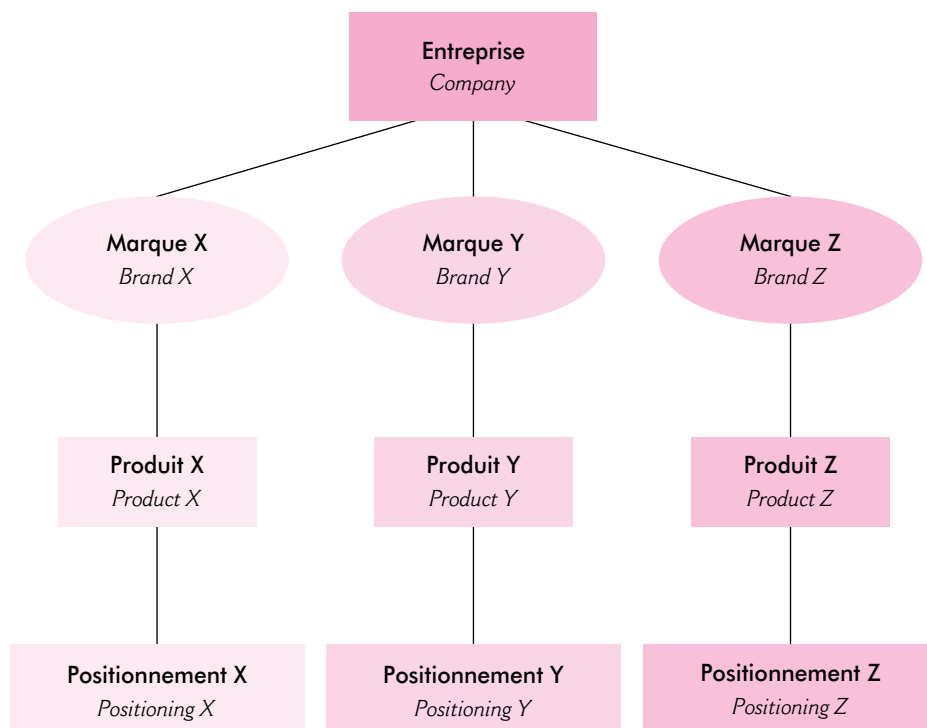 Entreprise
Company
Marque X
Brand X
Marque Y
Brand Y
Marque Z
Brand Z
Produit X
Product X
Produit Y
Product Y
Produit Z
Product Z
Positionnement X
Positioning X
Positionnement Y
Positioning Y
Positionnement Z
Positioning Z